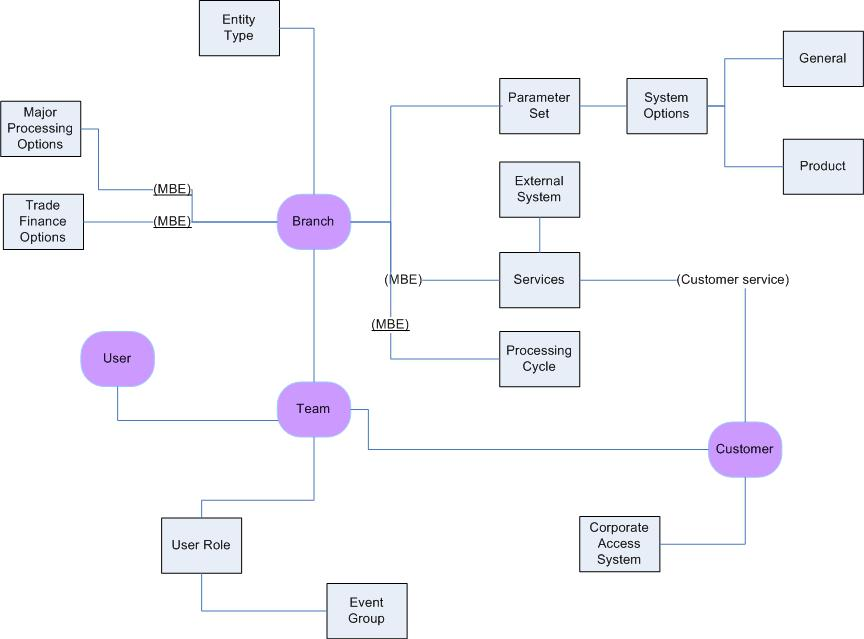 Entity
Type
General
Parameter
Set
System
Options
Major
Processing
Options
Product
External
System
(MBE)
Trade
Finance
Options
(MBE)
Branch
(MBE)
Services
(Customer service)
(MBE)
User
Processing
Cycle
Team
Customer
User Role
Corporate
Access
System
Event
Group